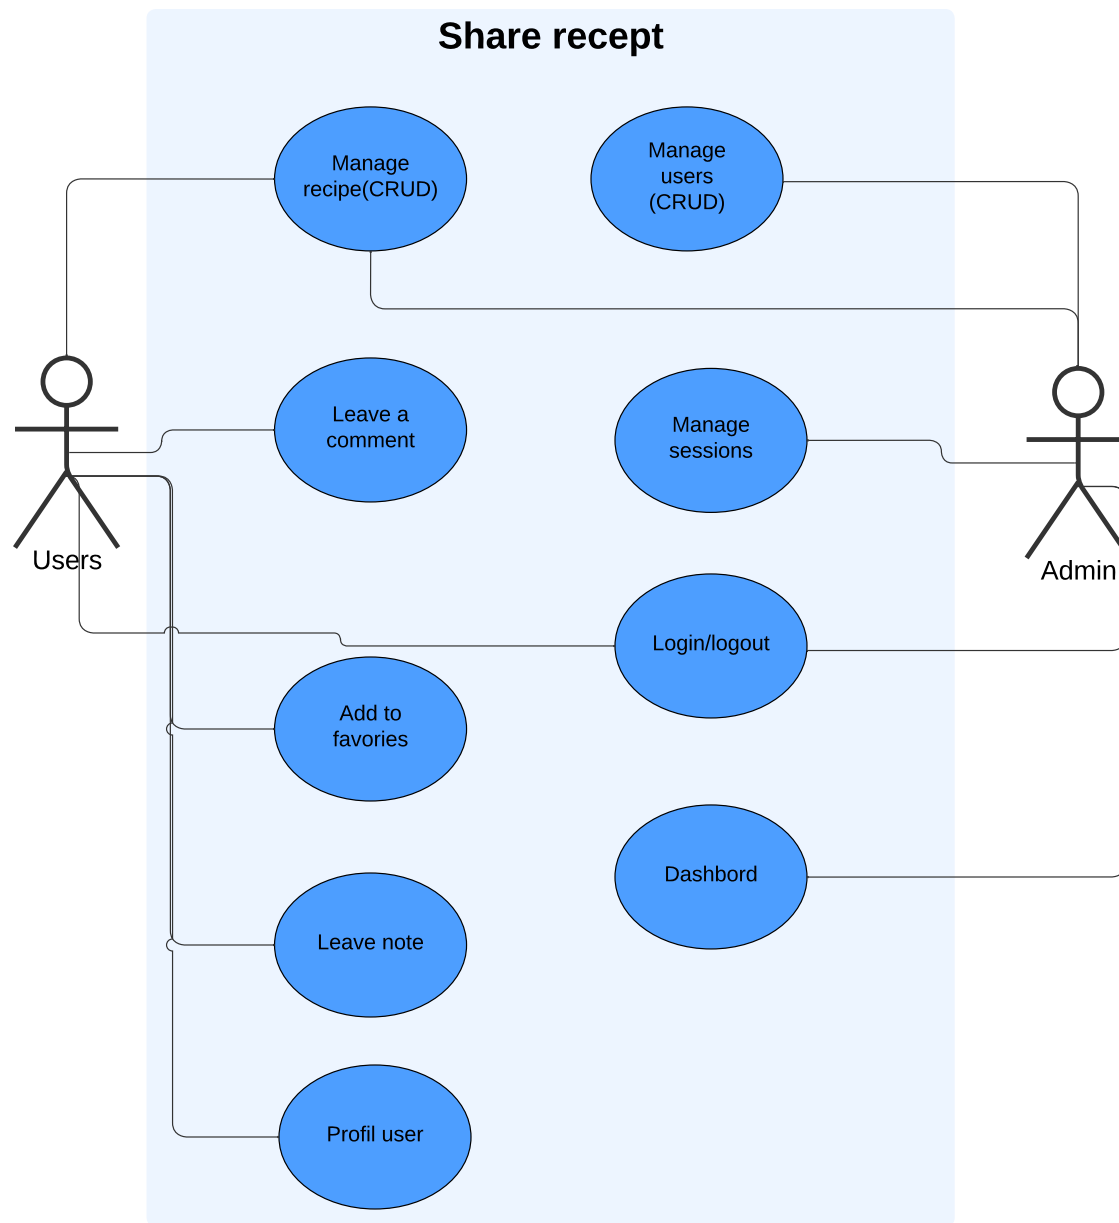 Share recept
Manage
recipe(CRUD)
Manage
users
(CRUD)
Leave a
comment
Manage
sessions
Users
Admin
Login/logout
Add to
favories
Dashbord
Leave note
Profil user